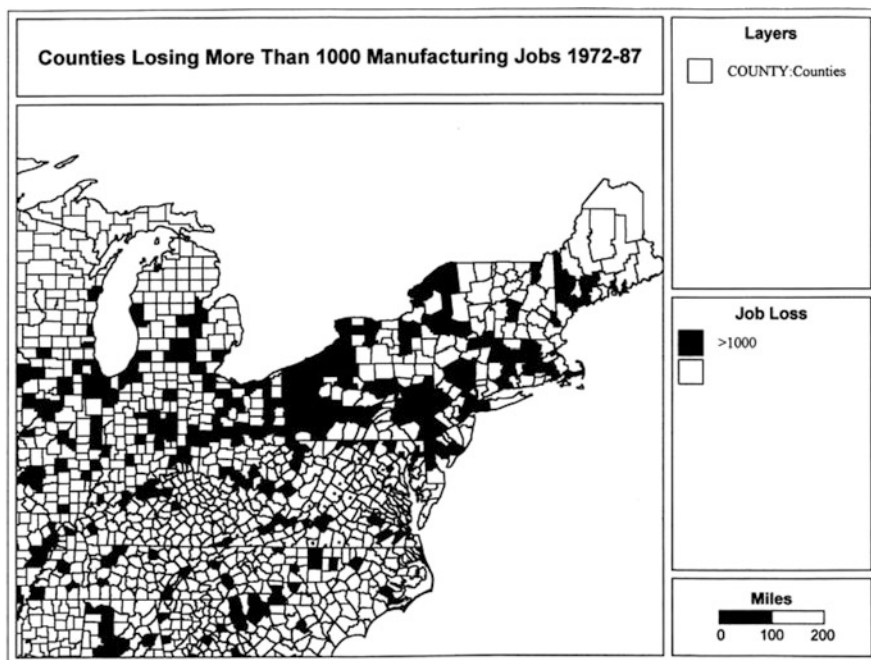 Counties Losing More Than 1000 Manufacturing Jobs 1972-87
Layers
COUNTY:Counties
Job Loss
>1000
Miles
0 100 200